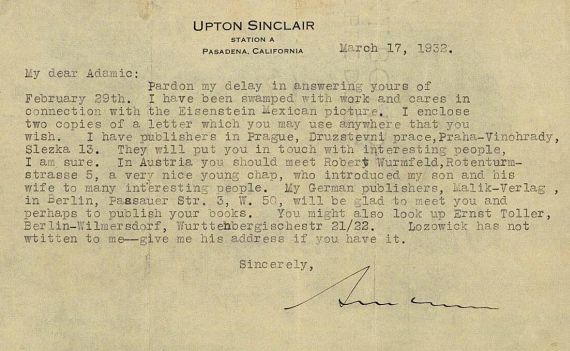 UPTON SINCLAIR
STATION A
PASADENA, CALIFORNIA
March 17, 1932.
My dear Adamic:
Pardon my delay in answering yours of
February 29th. I have been swamped with work and cares in
connection with the Eisenstein Mexican picture. I enclose
two copies of a letter which you may use anywhere that you
wish. I have publishers in Prague, Druzstevni prace,Praha-Vinohrady,
Slezka 13. They will put you in touch with interesting people,
I am sure. In Austria you should meet Robert Wurmfeld,Rotenturm-
strasse 5, a very nice young chap, who introduced my son and his
wife to many interesting people. My German publishers, Malik-Verlag ,
in Berlin, Passauer Str. 3, W. 50, will be glad to meet you and
perhaps to publish your books. You might also look up Ernst Toller,
Berlin-Wilmersdorf, Wurttenbergischestr 21/22. Lozowick has not
wtitten to me--give me his address if you have it.
Sincerely,